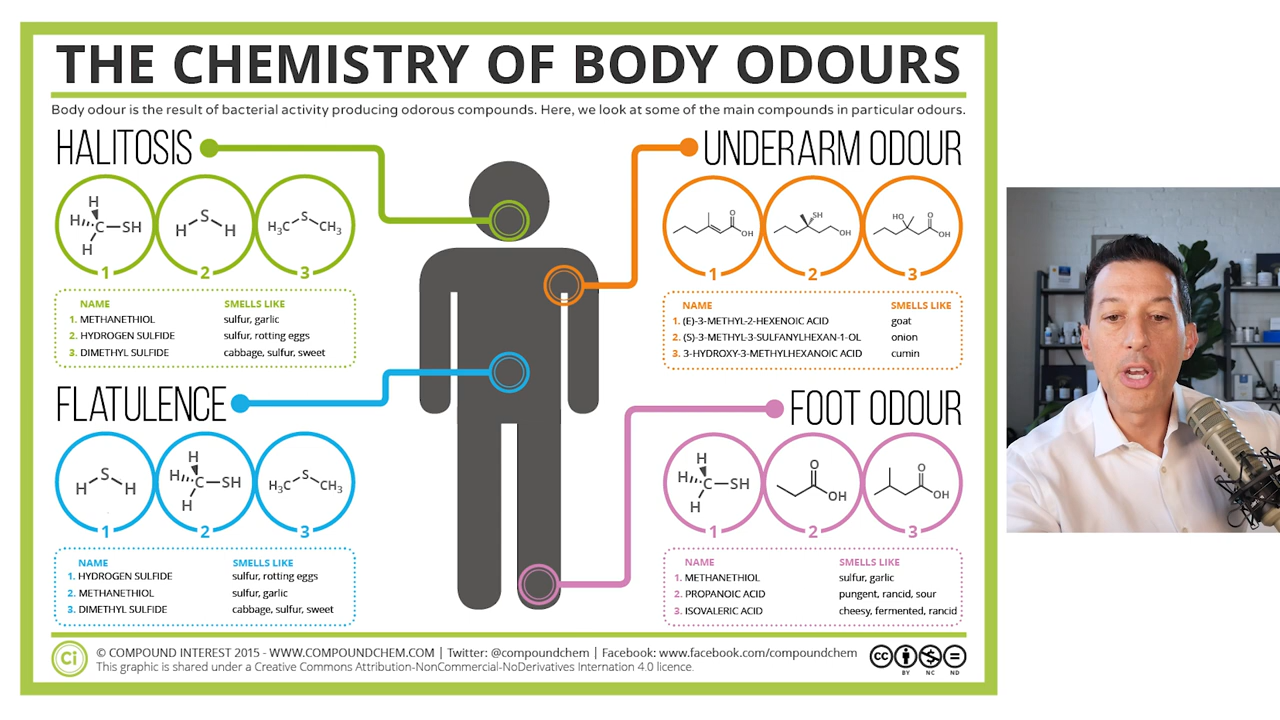 THE CHEMISTRY OF BODY ODOURS
Body odour is the result of bacterial activity producing odorous compounds. Here, we look at some of the main compounds in particular odours.
HALITOSIS
H
H C SH
H
1
S
H H
2
S
H₃C CH₃
3
NAME SMELLS LIKE
1. METHANETHIOL sulfur, garlic
2. HYDROGEN SULFIDE sulfur, rotting eggs
3. DIMETHYL SULFIDE cabbage, sulfur, sweet
UNDERARM ODOUR
O
OH
1
SH
OH
2
HO O
OH
3
NAME SMELLS LIKE
1. (E)-3-METHYL-2-HEXENOIC ACID goat
2. (S)-3-METHYL-3-SULFANYLHEXAN-1-OL onion
3. 3-HYDROXY-3-METHYLHEXANOIC ACID cumin
FLATULENCE
S
H H
1
H
H C SH
H
2
S
H₃C CH₃
3
NAME SMELLS LIKE
1. HYDROGEN SULFIDE sulfur, rotting eggs
2. METHANETHIOL sulfur, garlic
3. DIMETHYL SULFIDE cabbage, sulfur, sweet
FOOT ODOUR
H
H C SH
H
1
O
OH
2
O
OH
3
NAME SMELLS LIKE
1. METHANETHIOL sulfur, garlic
2. PROPANOIC ACID pungent, rancid, sour
3. ISOVALERIC ACID cheesy, fermented, rancid
Ci
© COMPOUND INTEREST 2015 - WWW.COMPOUNDCHEM.COM | Twitter: @compoundchem | Facebook: www.facebook.com/compoundchem
This graphic is shared under a Creative Commons Attribution-NonCommercial-NoDerivatives Internation 4.0 licence.
cc
BY NC ND